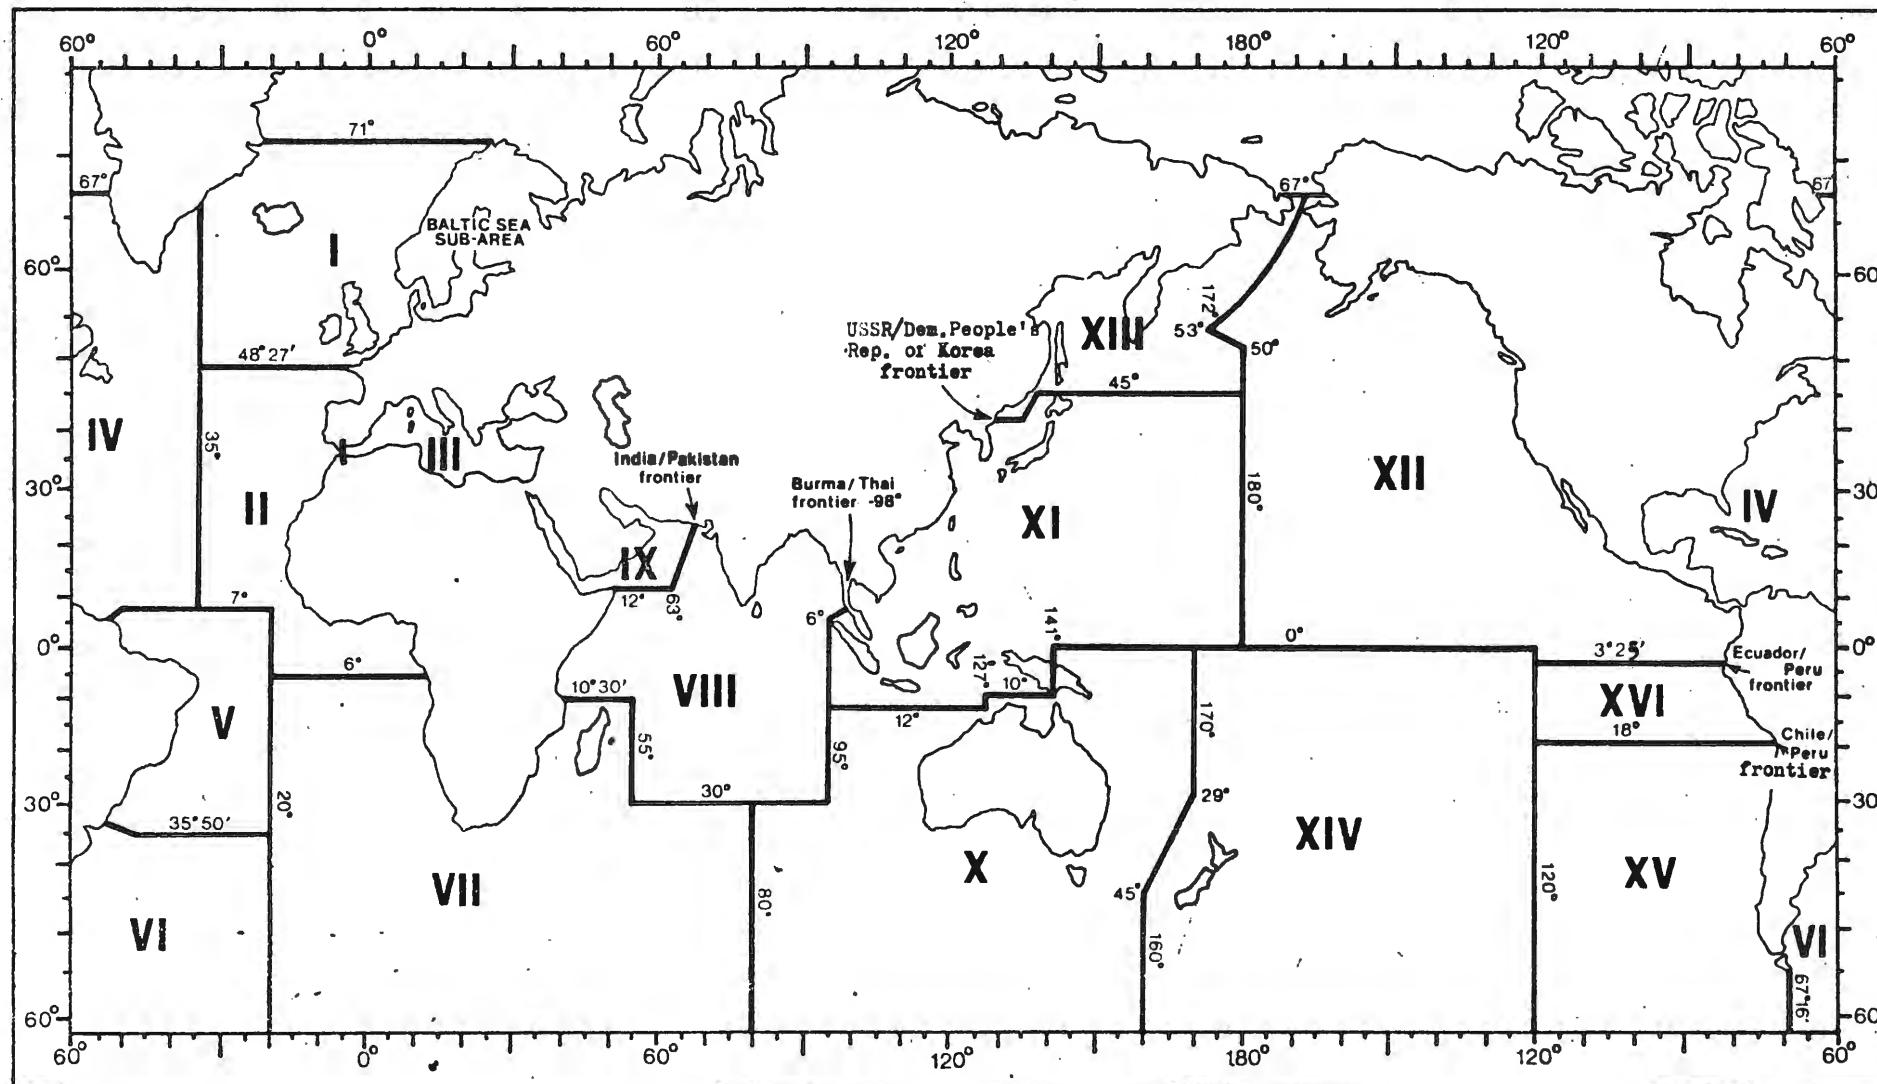 60° 0° 60° 120° 180° 120° 60°
71°
67° 67° 67
BALTIC SEA
SUB-AREA
I
60° 60
172°
53°
50°
USSR/Dem.People's
Rep. of Korea
frontier
XIII
45°
48°27'
35°
IV
I
III
II
India/Pakistan
frontier
Burma/Thai
frontier -98°
30° 30
XII
IV
XI
180°
IX
12°
63°
7°
6°
141°
0° 0° 0°
3°25'
Ecuador/
Peru
frontier
6°
127°
10°
10°30'
VIII
V
12°
55°
95°
170°
XVI
18°
Chile/
Peru
frontier
30° 30
20°
30°
29°
35°50'
XIV
X
VII
80°
45°
120°
XV
VI
160°
VI
67°16'
60° 60
60° 0° 60° 120° 180° 120° 60°